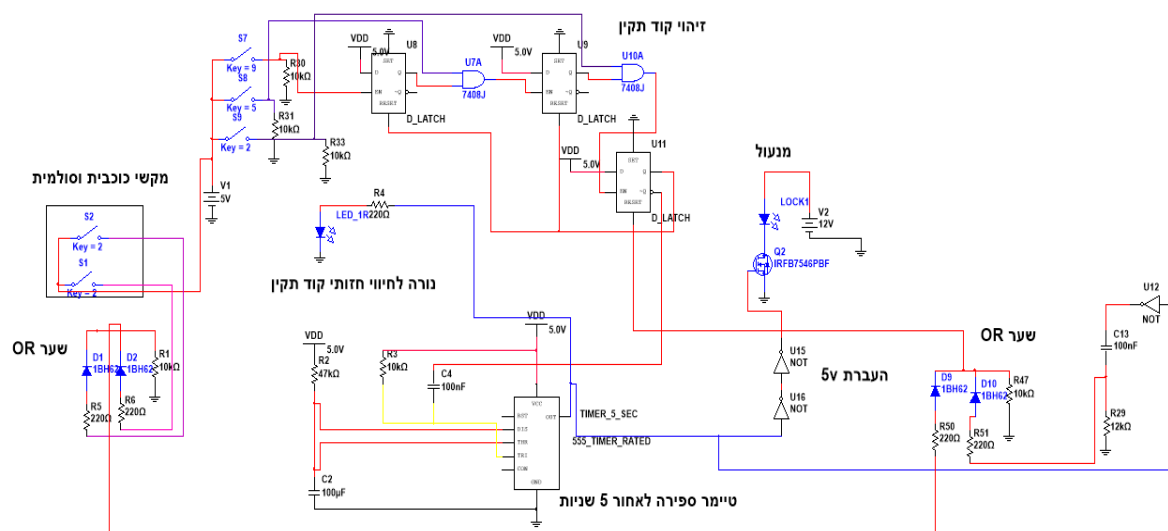 זיהוי קוד תקין
S7
Key = 9
R30
10kΩ
S8
Key = 5
R31
10kΩ
S9
Key = 2
R33
10kΩ
V1
5V
VDD
5.0V
U8
SET
D
Q
EN
~Q
RESET
D_LATCH
U7A
7408J
VDD
5.0V
U9
SET
D
Q
EN
~Q
RESET
D_LATCH
U10A
7408J
VDD
5.0V
U11
SET
D
Q
EN
~Q
RESET
D_LATCH
מקשי כוכבית וסולמית
S2
Key = 2
S1
Key = 2
R4
220Ω
LED_1R
נורה לחיווי חזותי קוד תקין
מנעול
LOCK1
V2
12V
Q2
IRFB7546PBF
שער OR
D1
1BH62
D2
1BH62
R1
10kΩ
R5
220Ω
R6
220Ω
VDD
5.0V
R2
47kΩ
C2
100µF
R3
10kΩ
C4
100nF
VDD
5.0V
VCC
RST
OUT
DIS
THR
TRI
CON
GND
TIMER_5_SEC
555_TIMER_RATED
טיימר ספירה לאחור 5 שניות
U15
NOT
U16
NOT
העברת 5v
שער OR
D9
1BH62
D10
1BH62
R47
10kΩ
R50
220Ω
R51
220Ω
U12
NOT
C13
100nF
R29
12kΩ